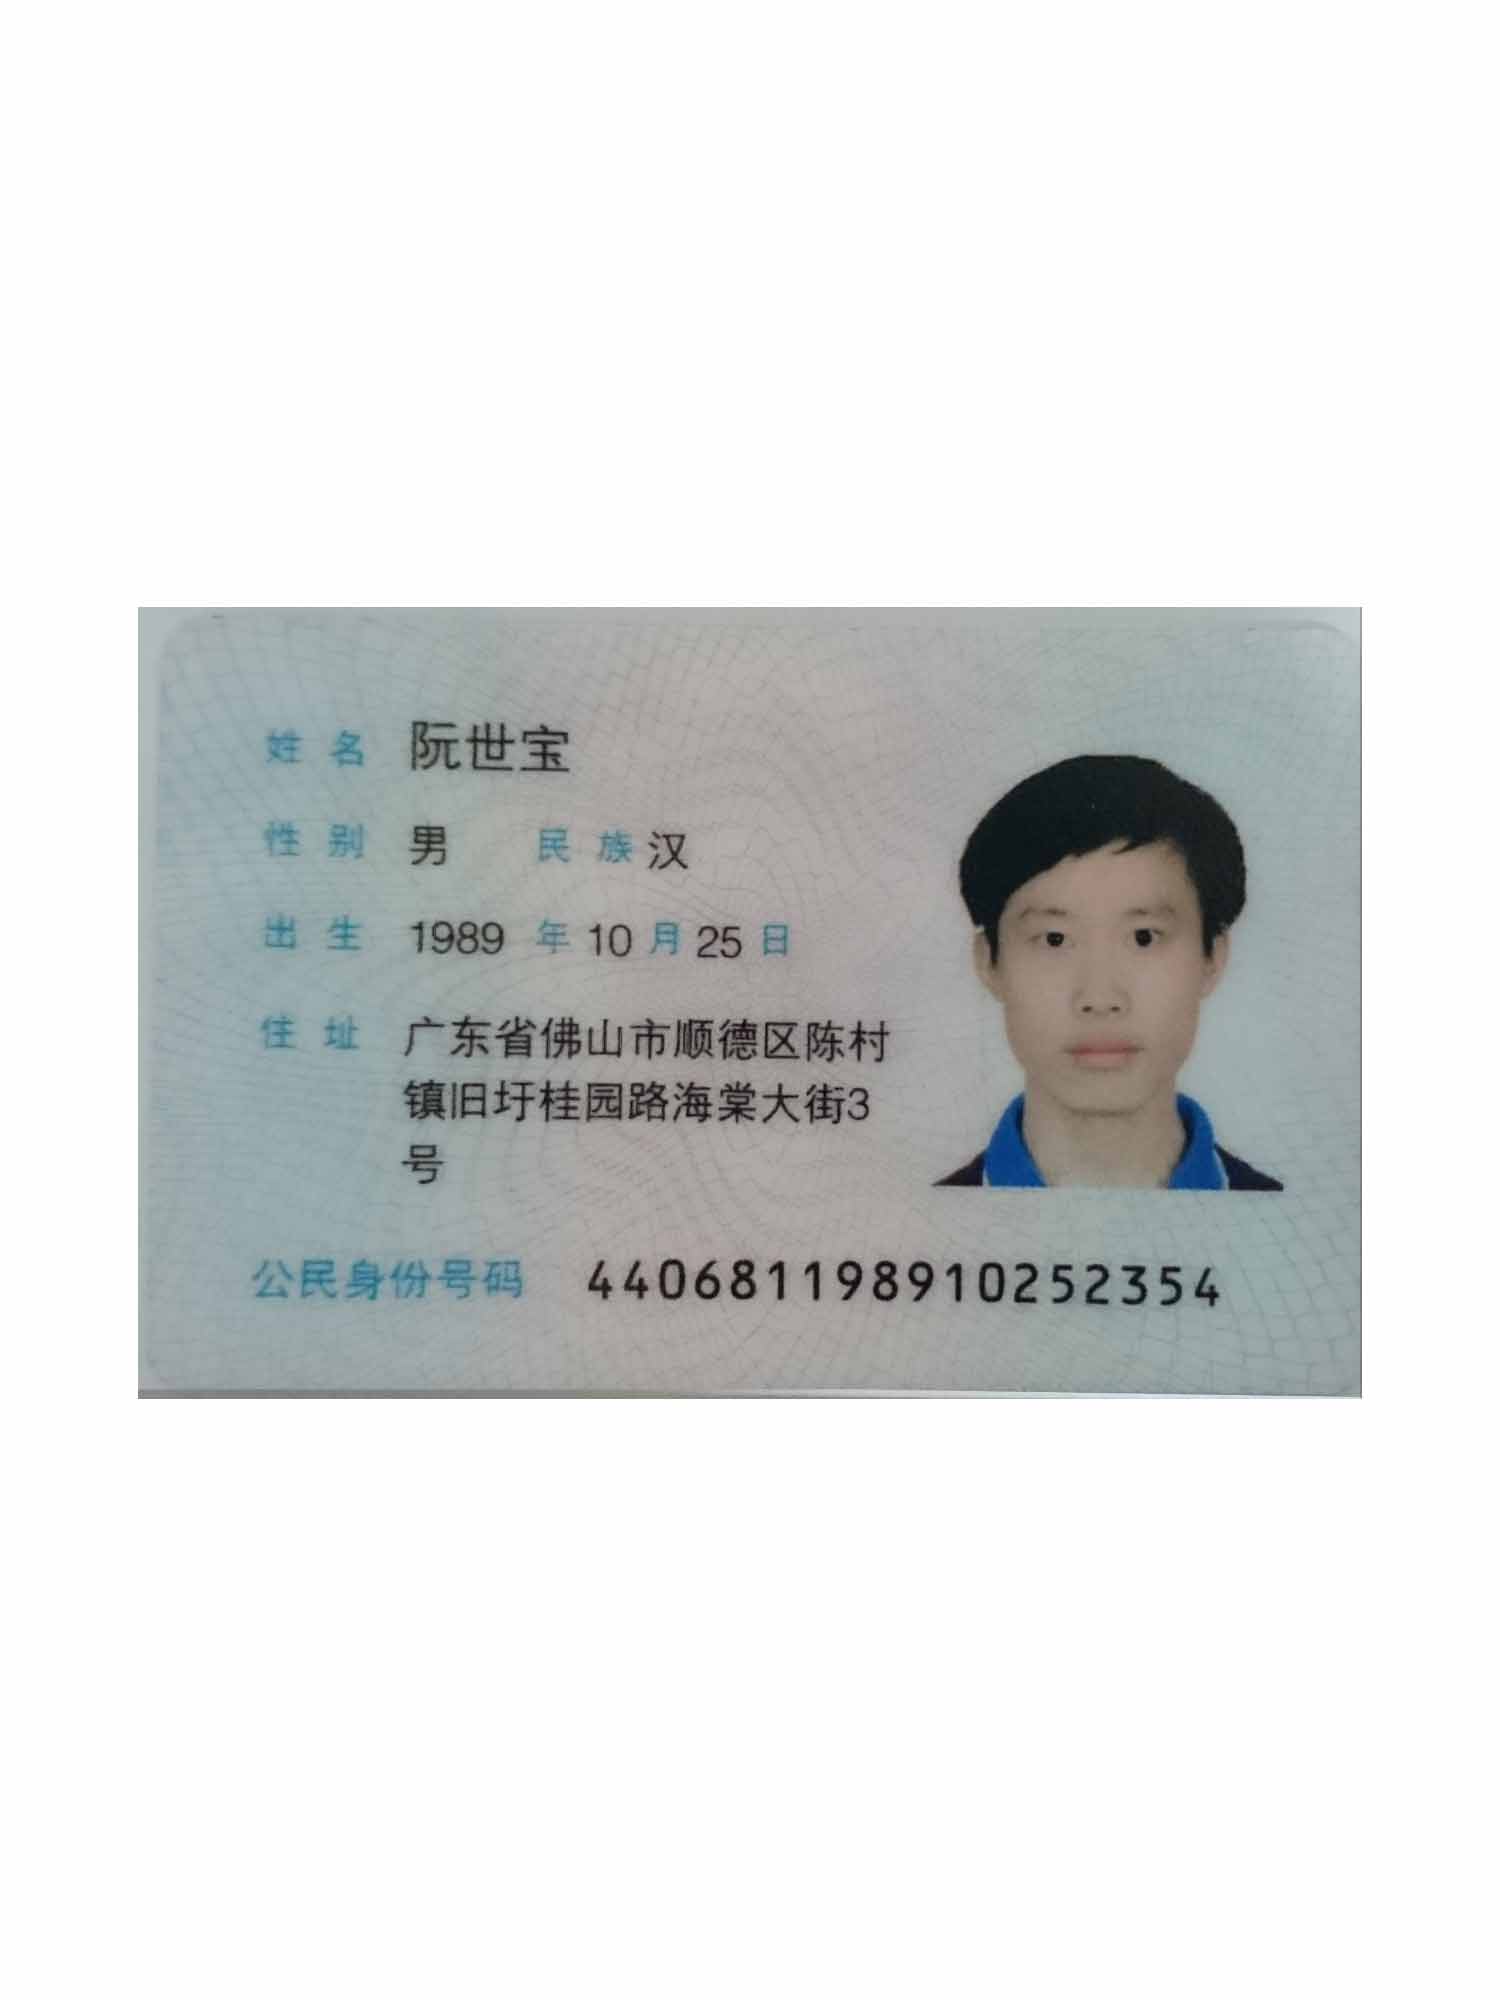 姓名 阮世宝
性别 男 民族 汉
出生 1989 年 10 月 25 日
住址 广东省佛山市顺德区陈村
镇旧圩桂园路海棠大街3
号
公民身份号码 440681198910252354